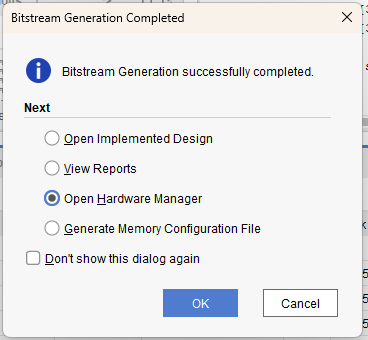 Bitstream Generation Completed
Bitstream Generation successfully completed.
Next
Open Implemented Design
View Reports
Open Hardware Manager
Generate Memory Configuration File
Don't show this dialog again
OK
Cancel